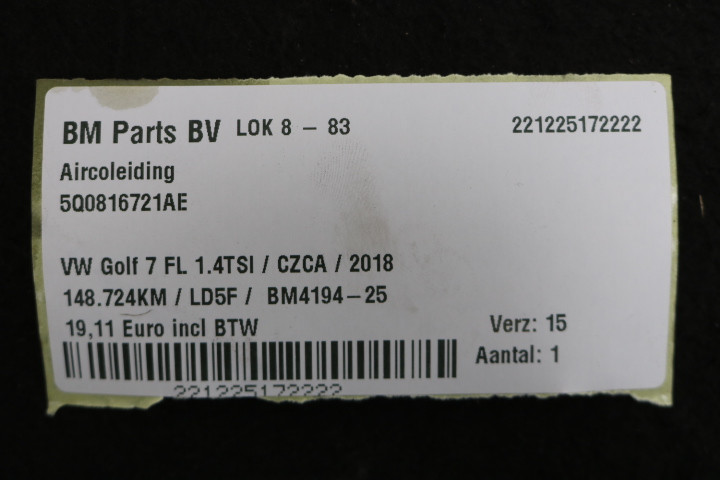 BM Parts BV LOK 8 - 83 221225172222
Aircoleiding
5Q0816721AE
VW Golf 7 FL 1.4TSI / CZCA / 2018
148.724KM / LD5F / BM4194-25
19,11 Euro incl BTW Verz: 15
Aantal: 1
221225172222